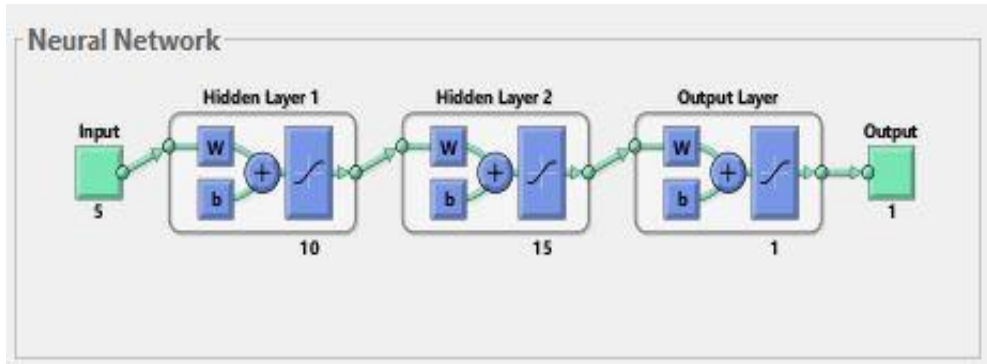 Neural Network
Hidden Layer 1 Hidden Layer 2 Output Layer
Input Output
W W W
+ + +
b b b
5 1
10 15 1